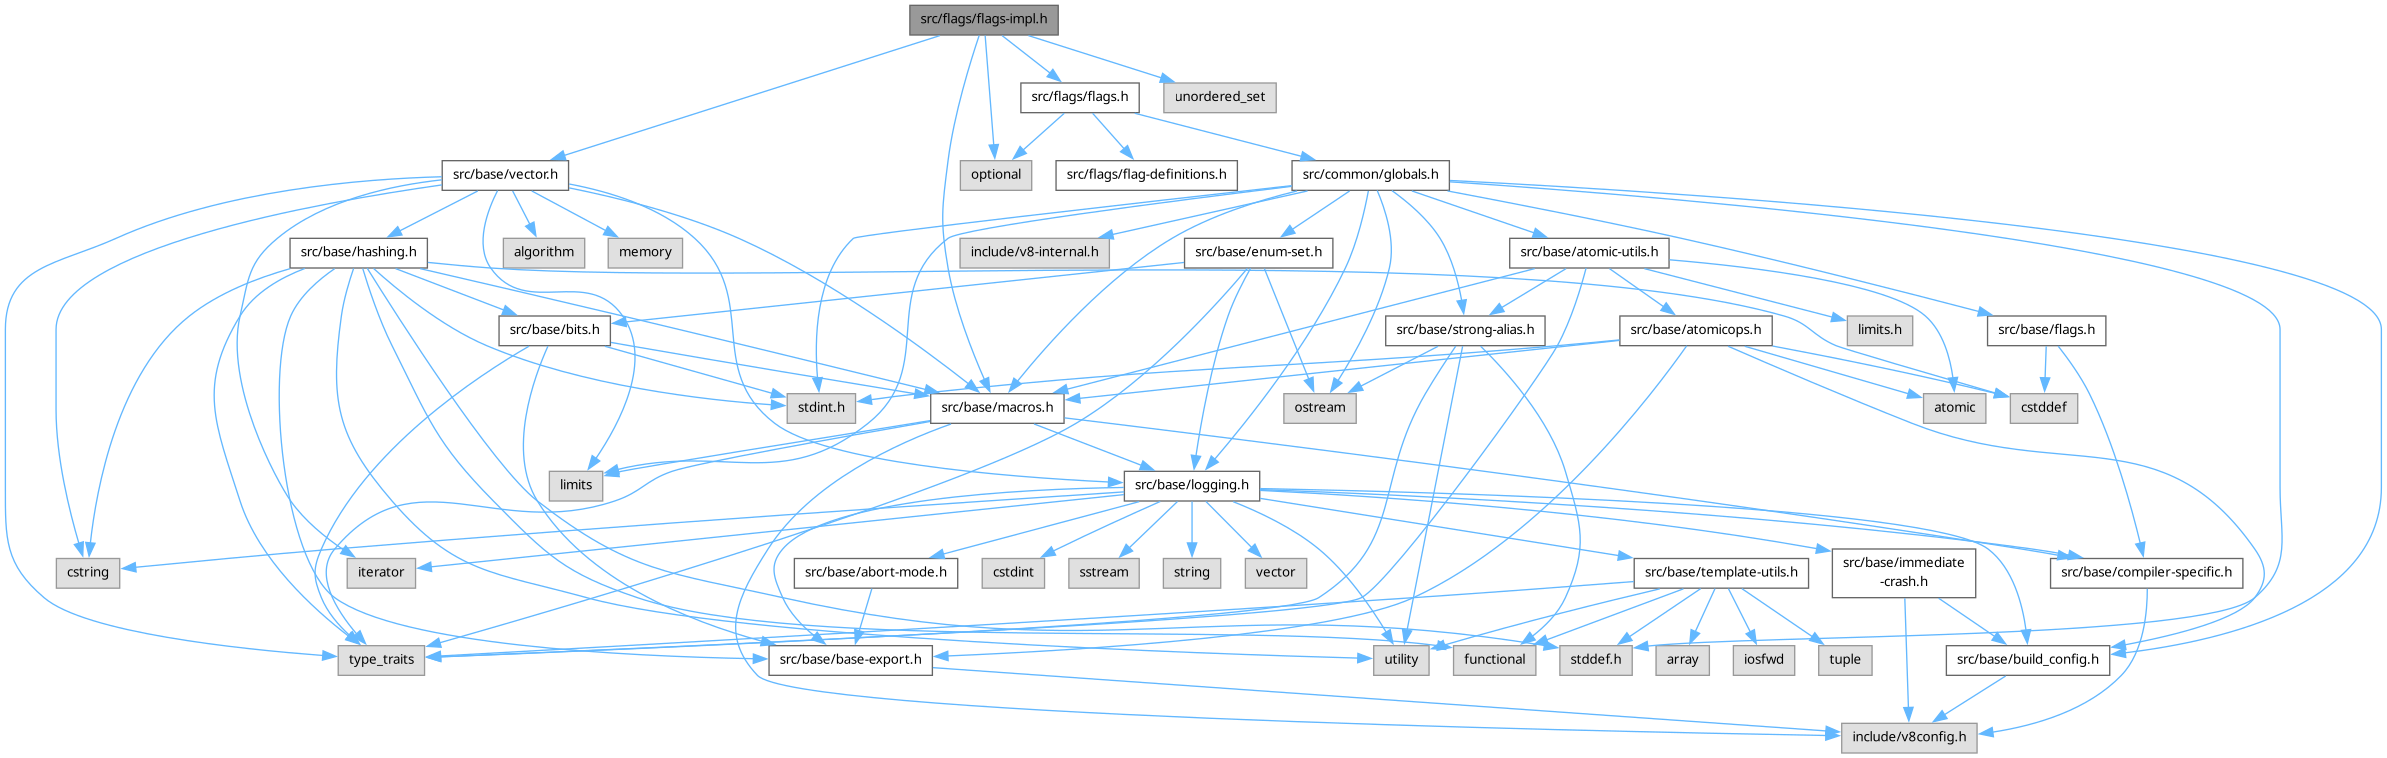 src/flags/flags-impl.h
src/flags/flags.h
unordered_set
src/base/vector.h
optional
src/flags/flag-definitions.h
src/common/globals.h
src/base/hashing.h
algorithm
memory
include/v8-internal.h
src/base/enum-set.h
src/base/atomic-utils.h
src/base/bits.h
src/base/strong-alias.h
src/base/atomicops.h
limits.h
src/base/flags.h
stdint.h
src/base/macros.h
ostream
atomic
cstddef
limits
src/base/logging.h
cstring
iterator
src/base/abort-mode.h
cstdint
sstream
string
vector
src/base/template-utils.h
src/base/immediate
-crash.h
src/base/compiler-specific.h
type_traits
src/base/base-export.h
utility
functional
stddef.h
array
iosfwd
tuple
src/base/build_config.h
include/v8config.h